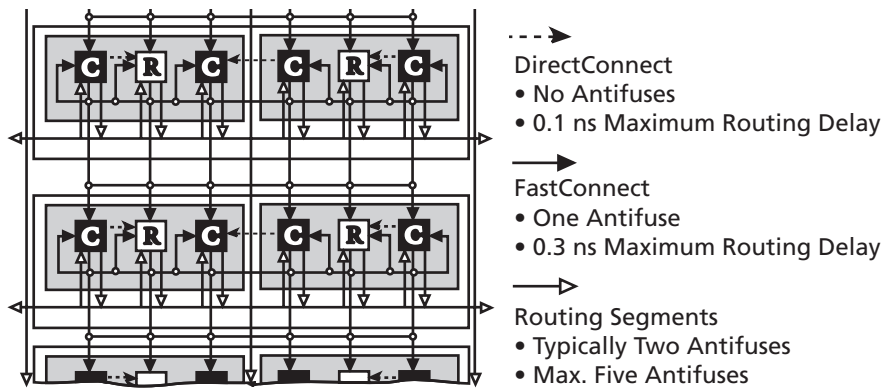 C R C C R C
C R C C R C
DirectConnect
• No Antifuses
• 0.1 ns Maximum Routing Delay
FastConnect
• One Antifuse
• 0.3 ns Maximum Routing Delay
Routing Segments
• Typically Two Antifuses
• Max. Five Antifuses